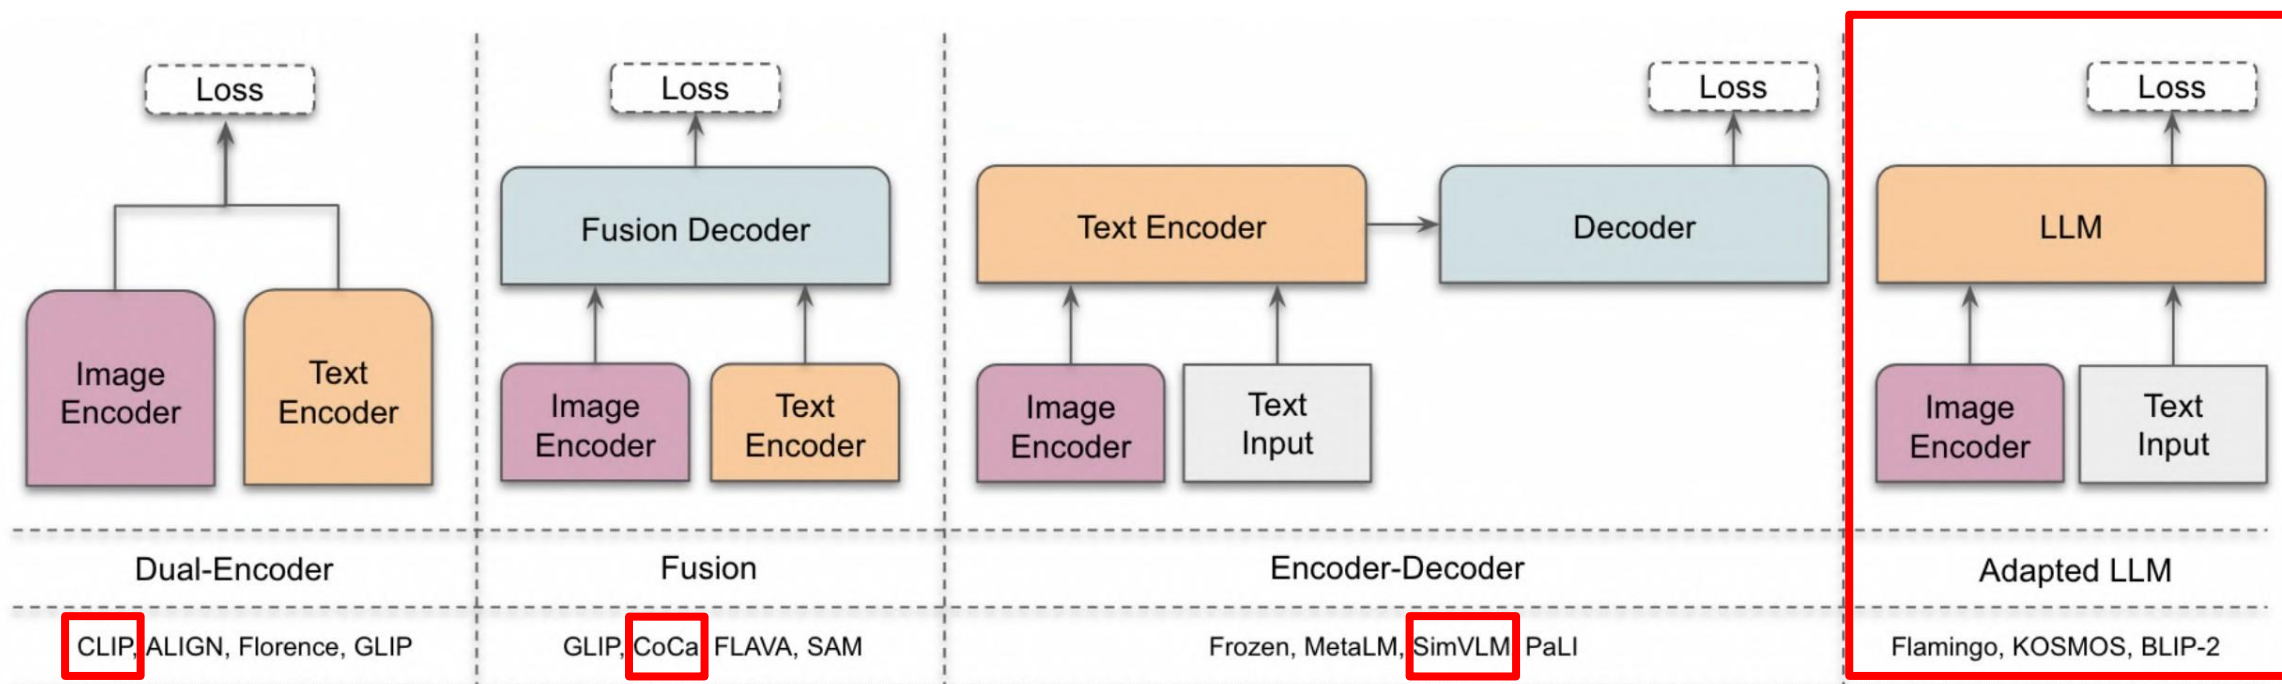 Loss
Image
Encoder
Text
Encoder
Dual-Encoder
CLIP, ALIGN, Florence, GLIP
Loss
Fusion Decoder
Image
Encoder
Text
Encoder
Fusion
GLIP, CoCa, FLAVA, SAM
Loss
Text Encoder
Decoder
Image
Encoder
Text
Input
Encoder-Decoder
Frozen, MetaLM, SimVLM, PaLI
Loss
LLM
Image
Encoder
Text
Input
Adapted LLM
Flamingo, KOSMOS, BLIP-2